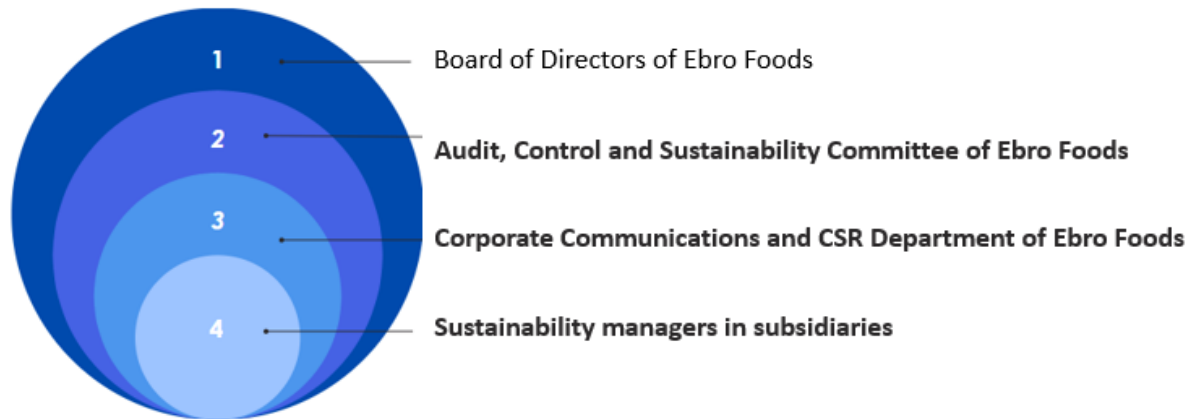 1
Board of Directors of Ebro Foods
2
Audit, Control and Sustainability Committee of Ebro Foods
3
Corporate Communications and CSR Department of Ebro Foods
4
Sustainability managers in subsidiaries